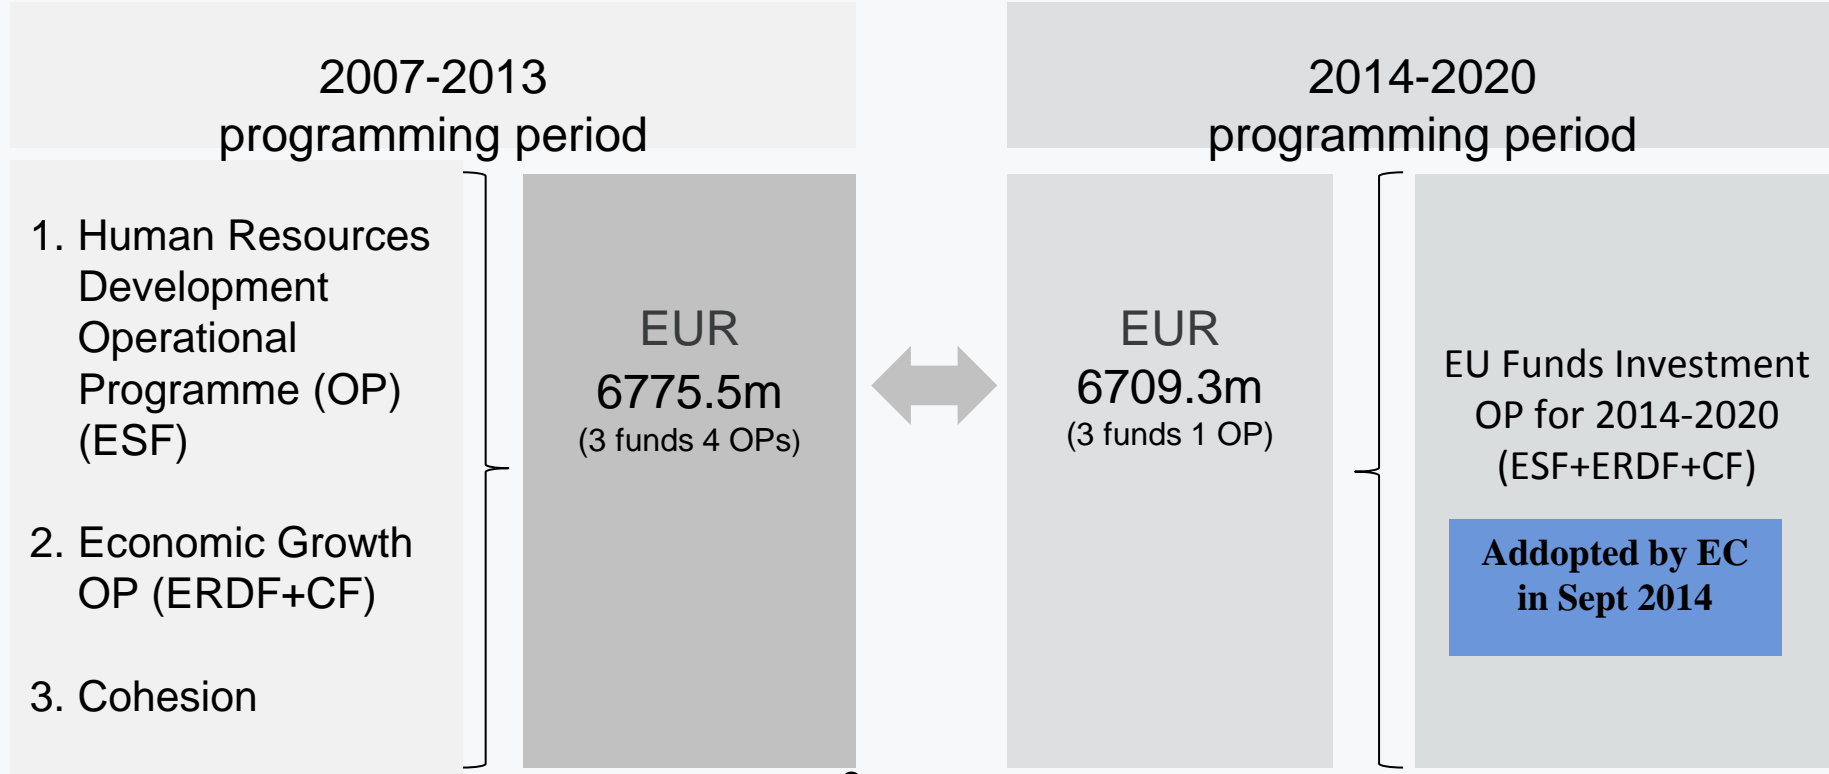 2007-2013
programming period
2014-2020
programming period
1. Human Resources
Development
Operational
Programme (OP)
(ESF)
2. Economic Growth
OP (ERDF+CF)
3. Cohesion
EUR
6775.5m
(3 funds 4 OPs)
EUR
6709.3m
(3 funds 1 OP)
EU Funds Investment
OP for 2014-2020
(ESF+ERDF+CF)
Addopted by EC
in Sept 2014